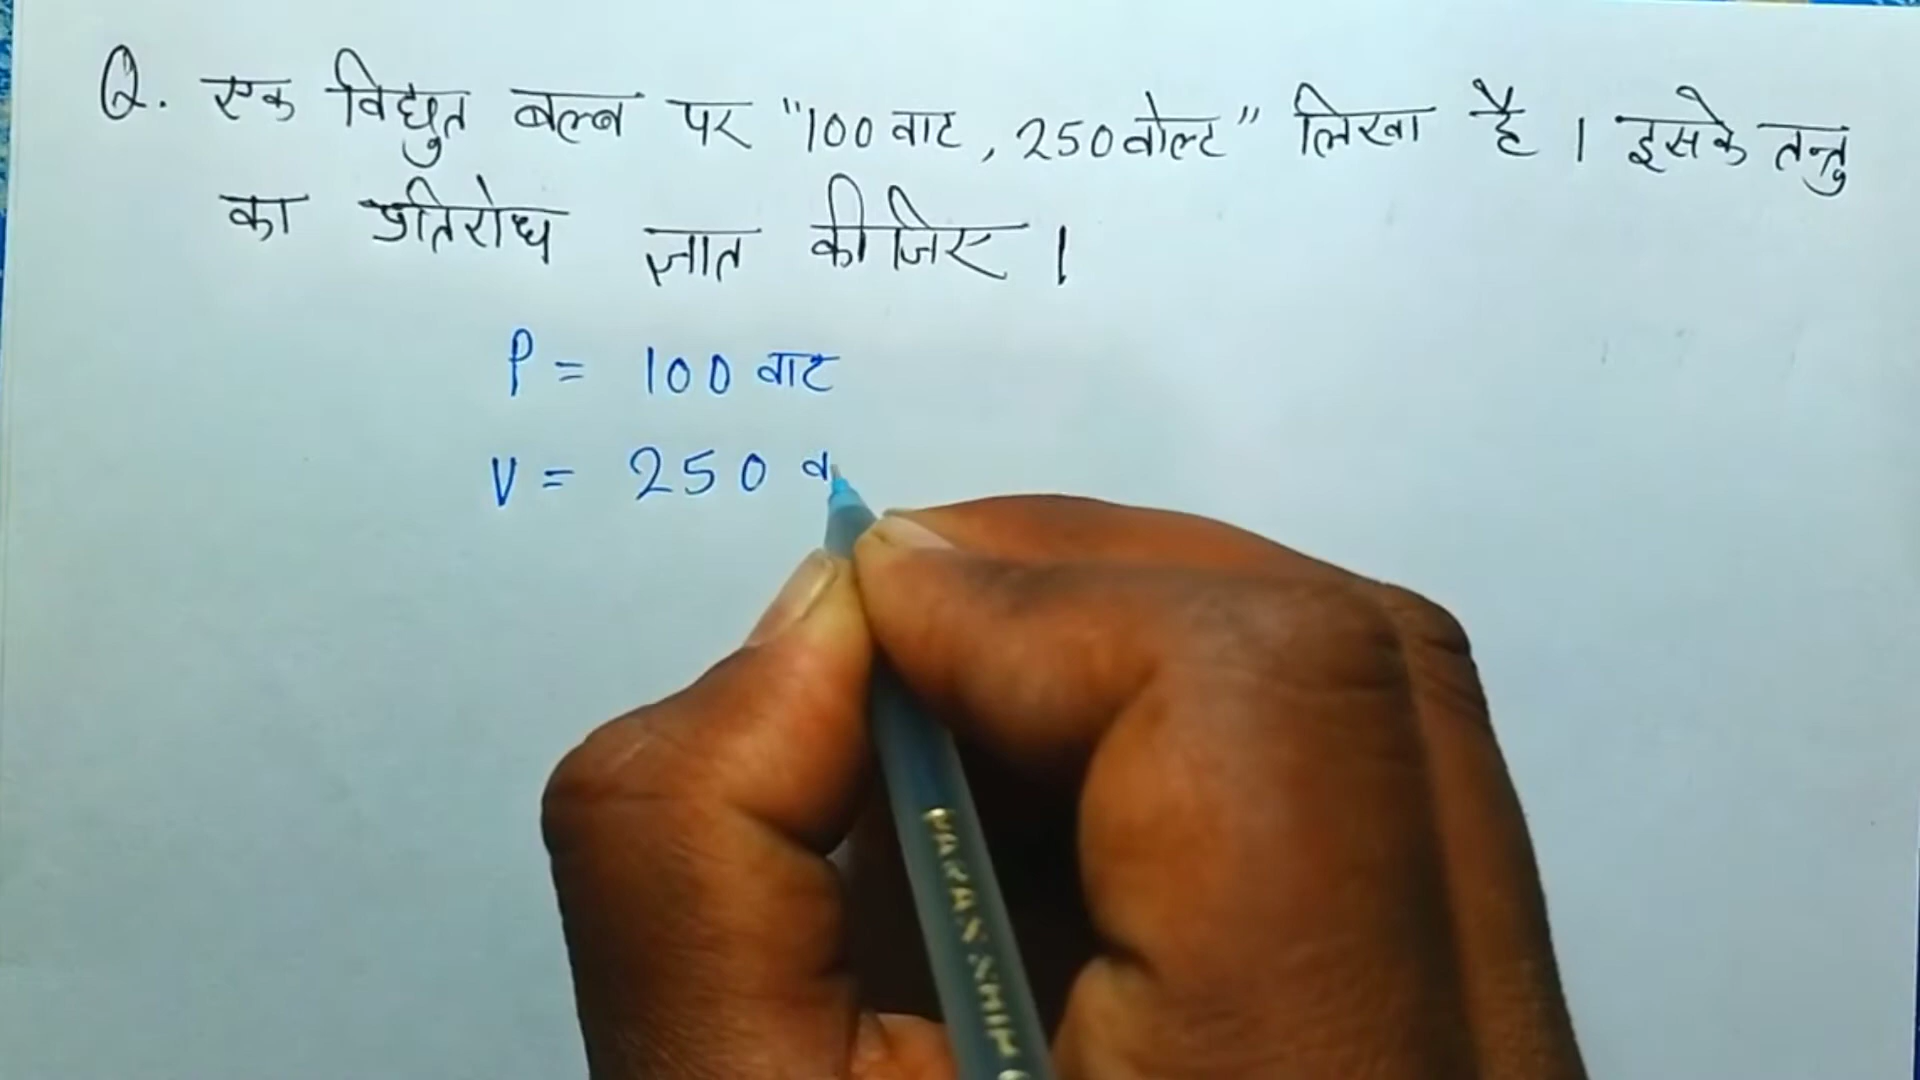 Q. एक विद्युत बल्ब पर "100 वाट, 250 वोल्ट" लिखा है । इसके तन्तु
का प्रतिरोध ज्ञात कीजिए ।
P = 100 वाट
V = 250 व